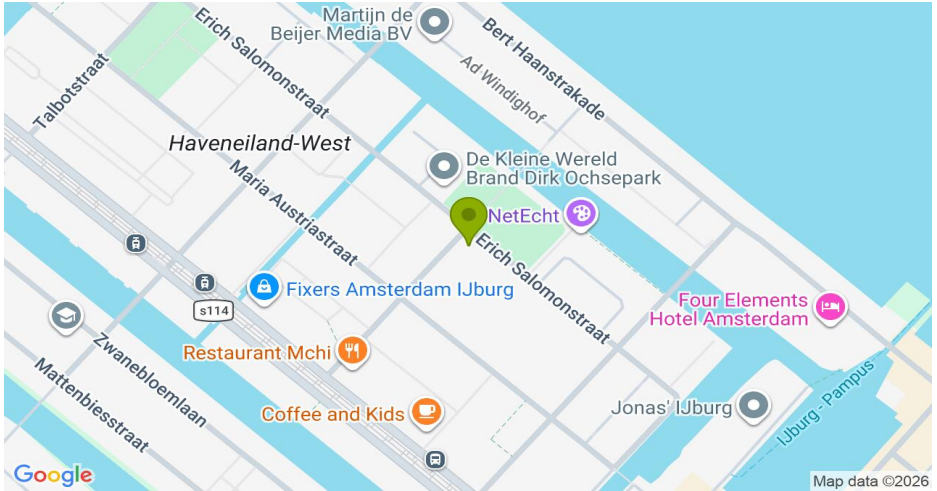 Martijn de
Beijer Media BV
Erich Salomonstraat
Bert Haanstrakade
Ad Windighof
Talbotstraat
Haveneiland-West
De Kleine Wereld
Brand Dirk Ochsepark
Maria Austriastraat
NetEcht
Erich Salomonstraat
Fixers Amsterdam IJburg
s114
Four Elements
Hotel Amsterdam
Restaurant Mchi
Zwanebloemlaan
Mattenbiesstraat
Coffee and Kids
Jonas' IJburg
IJburg - Pampus
Google
Map data ©2026